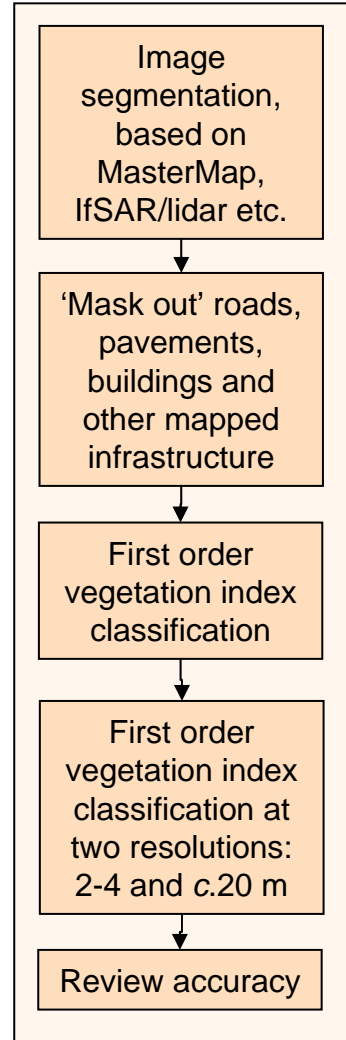 Image
segmentation,
based on
MasterMap,
IfSAR/lidar etc.
‘Mask out’ roads,
pavements,
buildings and
other mapped
infrastructure
First order
vegetation index
classification
First order
vegetation index
classification at
two resolutions:
2-4 and c.20 m
Review accuracy